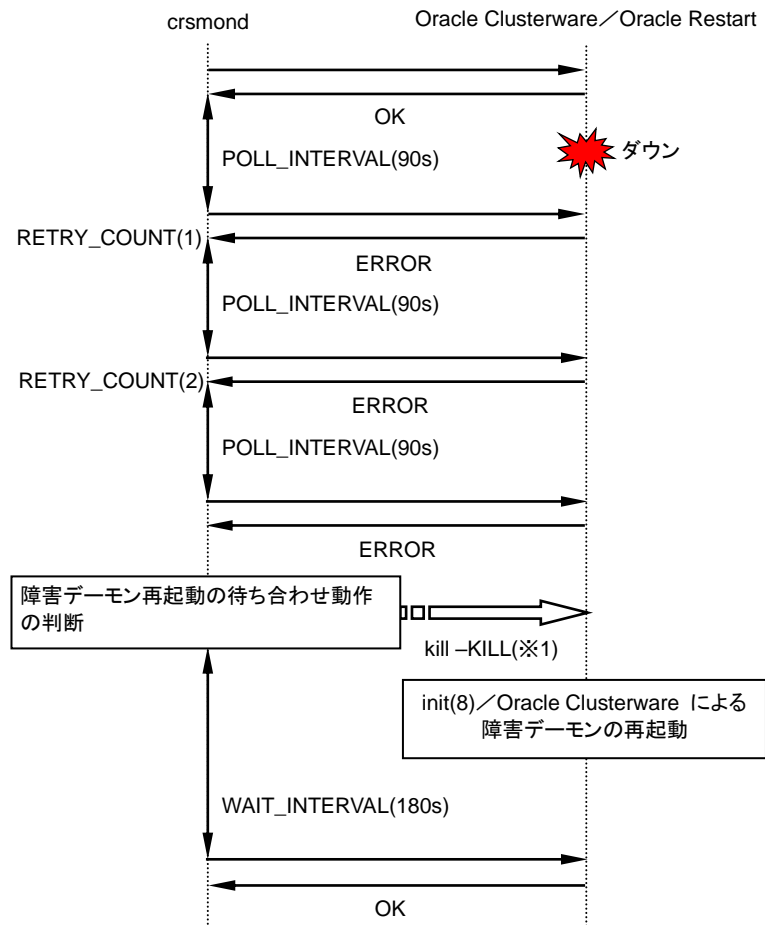 crsmond
Oracle Clusterware／Oracle Restart
OK
POLL_INTERVAL(90s)
ダウン
RETRY_COUNT(1)
ERROR
POLL_INTERVAL(90s)
RETRY_COUNT(2)
ERROR
POLL_INTERVAL(90s)
ERROR
障害デーモン再起動の待ち合わせ動作
の判断
kill –KILL(※1)
init(8)／Oracle Clusterware による
障害デーモンの再起動
WAIT_INTERVAL(180s)
OK